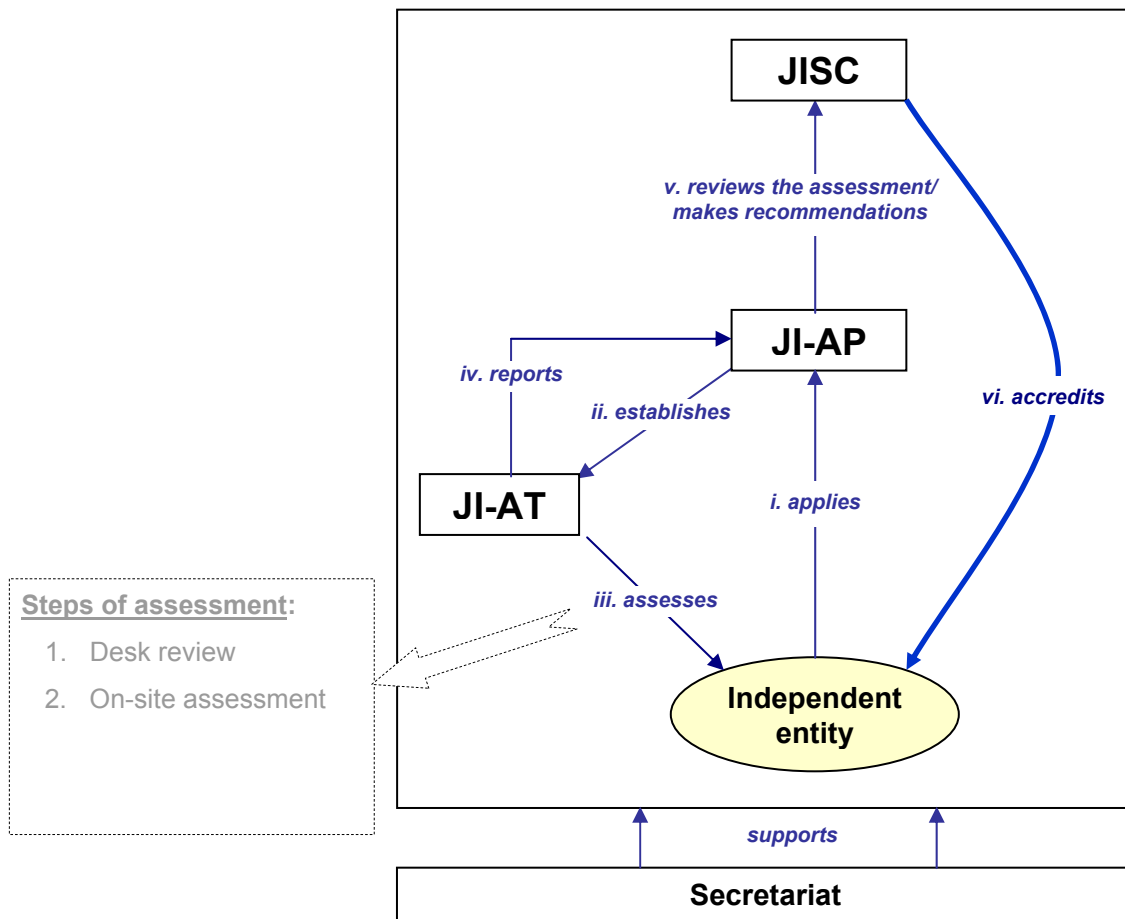 JISC
v. reviews the assessment/
makes recommendations
JI-AP
iv. reports
ii. establishes
vi. accredits
JI-AT
i. applies
iii. assesses
Steps of assessment:
1. Desk review
2. On-site assessment
Independent
entity
supports
Secretariat